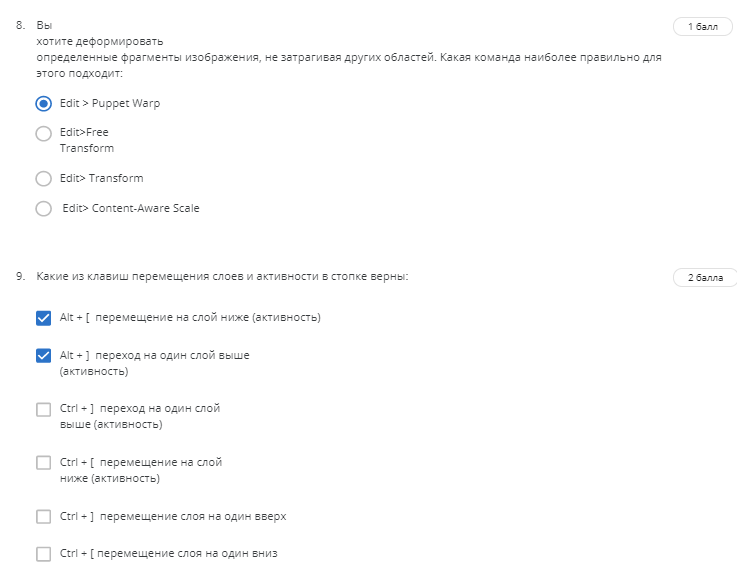 8. Вы
1 балл
хотите деформировать
определенные фрагменты изображения, не затрагивая других областей. Какая команда наиболее правильно для
этого подходит:
Edit > Puppet Warp
Edit>Free
Transform
Edit> Transform
Edit> Content-Aware Scale
9. Какие из клавиш перемещения слоев и активности в стопке верны:
2 балла
Alt + [ перемещение на слой ниже (активность)
Alt + ] переход на один слой выше
(активность)
Ctrl + ] переход на один слой
выше (активность)
Ctrl + [ перемещение на слой
ниже (активность)
Ctrl + ] перемещение слоя на один вверх
Ctrl + [ перемещение слоя на один вниз